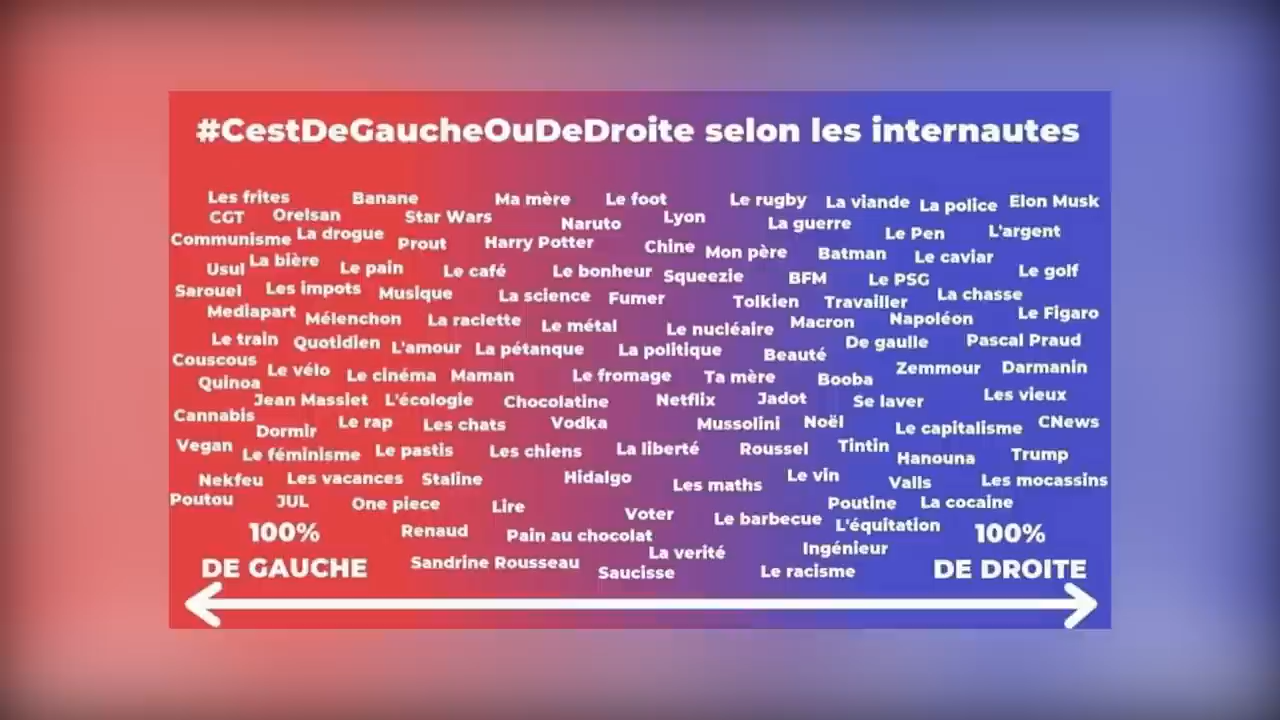 #CestDeGaucheOuDeDroite selon les internautes
Les frites Banane Ma mère Le foot Le rugby La viande La police Elon Musk
CGT Orelsan Star Wars Naruto Lyon La guerre Le Pen L'argent
Communisme La drogue Prout Harry Potter Chine Mon père Batman Le caviar
Usul La bière Le pain Le café Le bonheur Squeezie BFM Le PSG Le golf
Sarouel Les impots Musique La science Fumer Tolkien Travailler La chasse
Mediapart Mélenchon La raclette Le métal Le nucléaire Macron Napoléon Le Figaro
Le train Quotidien L'amour La pétanque La politique Beauté De gaulle Pascal Praud
Couscous Le vélo Le cinéma Maman Le fromage Ta mère Booba Zemmour Darmanin
Quinoa Jean Massiet L'écologie Chocolatine Netflix Jadot Se laver Les vieux
Cannabis Dormir Le rap Les chats Vodka Mussolini Noël Le capitalisme CNews
Vegan Le féminisme Le pastis Les chiens La liberté Roussel Tintin Hanouna Trump
Nekfeu Les vacances Staline Hidalgo Les maths Le vin Valls Les mocassins
Poutou JUL One piece Lire Voter Poutine La cocaine
100% Renaud Pain au chocolat Le barbecue L'équitation 100%
DE GAUCHE Sandrine Rousseau La verité Ingénieur DE DROITE
Saucisse Le racisme